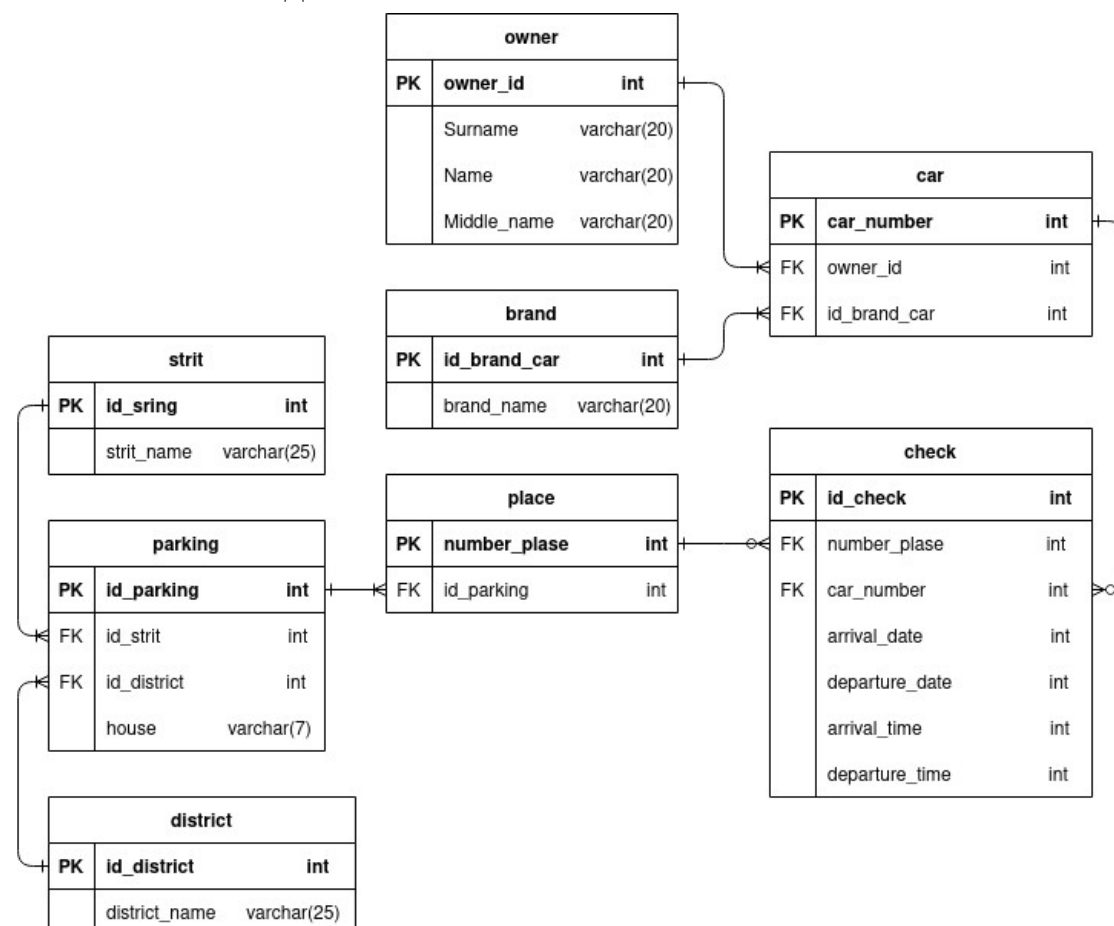 owner
PK owner_id int
Surname varchar(20)
Name varchar(20)
Middle_name varchar(20)
car
PK car_number int
FK owner_id int
FK id_brand_car int
brand
PK id_brand_car int
brand_name varchar(20)
strit
PK id_sring int
strit_name varchar(25)
check
PK id_check int
FK number_plase int
FK car_number int
arrival_date int
departure_date int
arrival_time int
departure_time int
place
PK number_plase int
FK id_parking int
parking
PK id_parking int
FK id_strit int
FK id_district int
house varchar(7)
district
PK id_district int
district_name varchar(25)